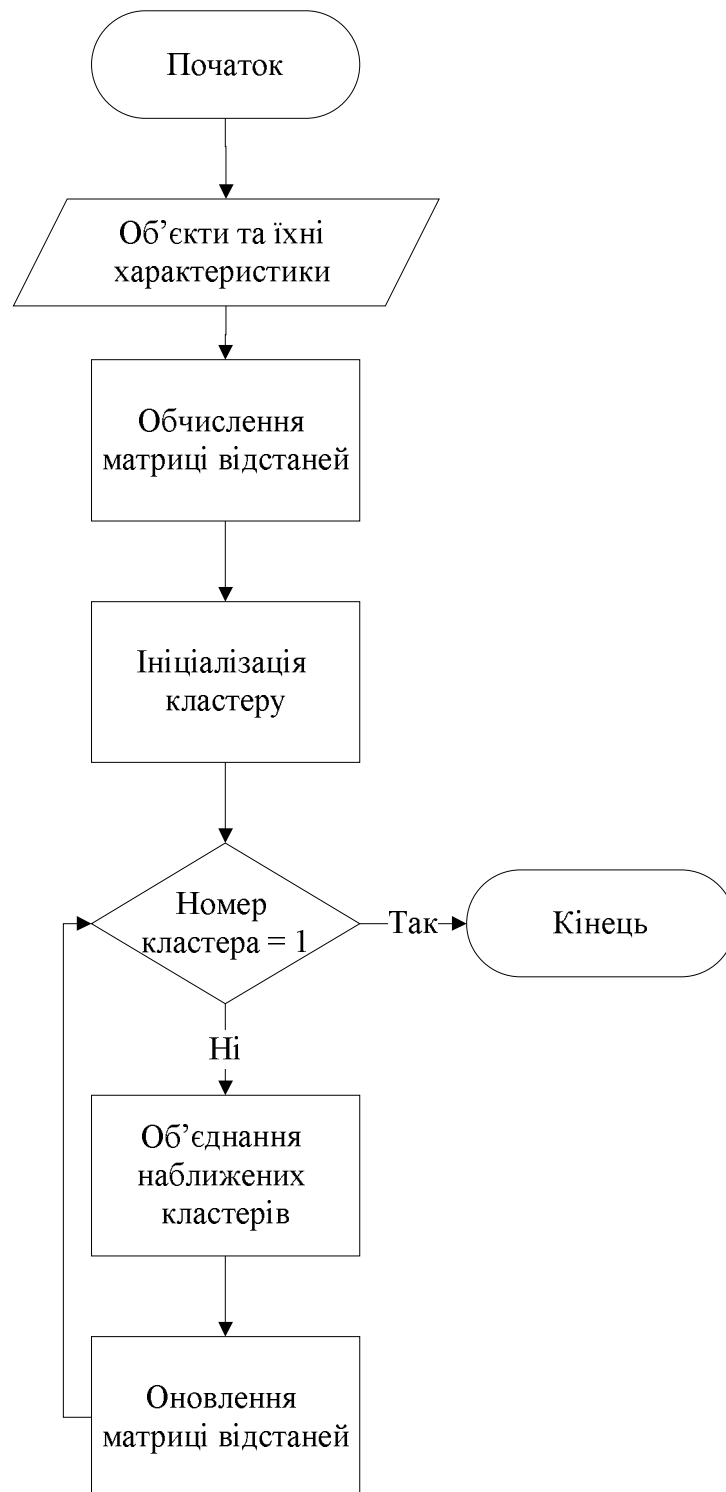 Початок
Об’єкти та їхні
характеристики
Обчислення
матриці відстаней
Ініціалізація
кластеру
Номер
кластера = 1
Так
Кінець
Ні
Об’єднання
наближених
кластерів
Оновлення
матриці відстаней